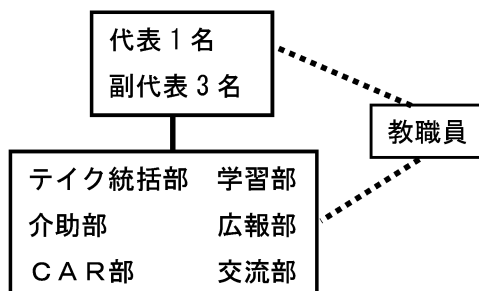 代表１名
副代表３名
教職員
テイク統括部　学習部
介助部　広報部
ＣＡＲ部　交流部